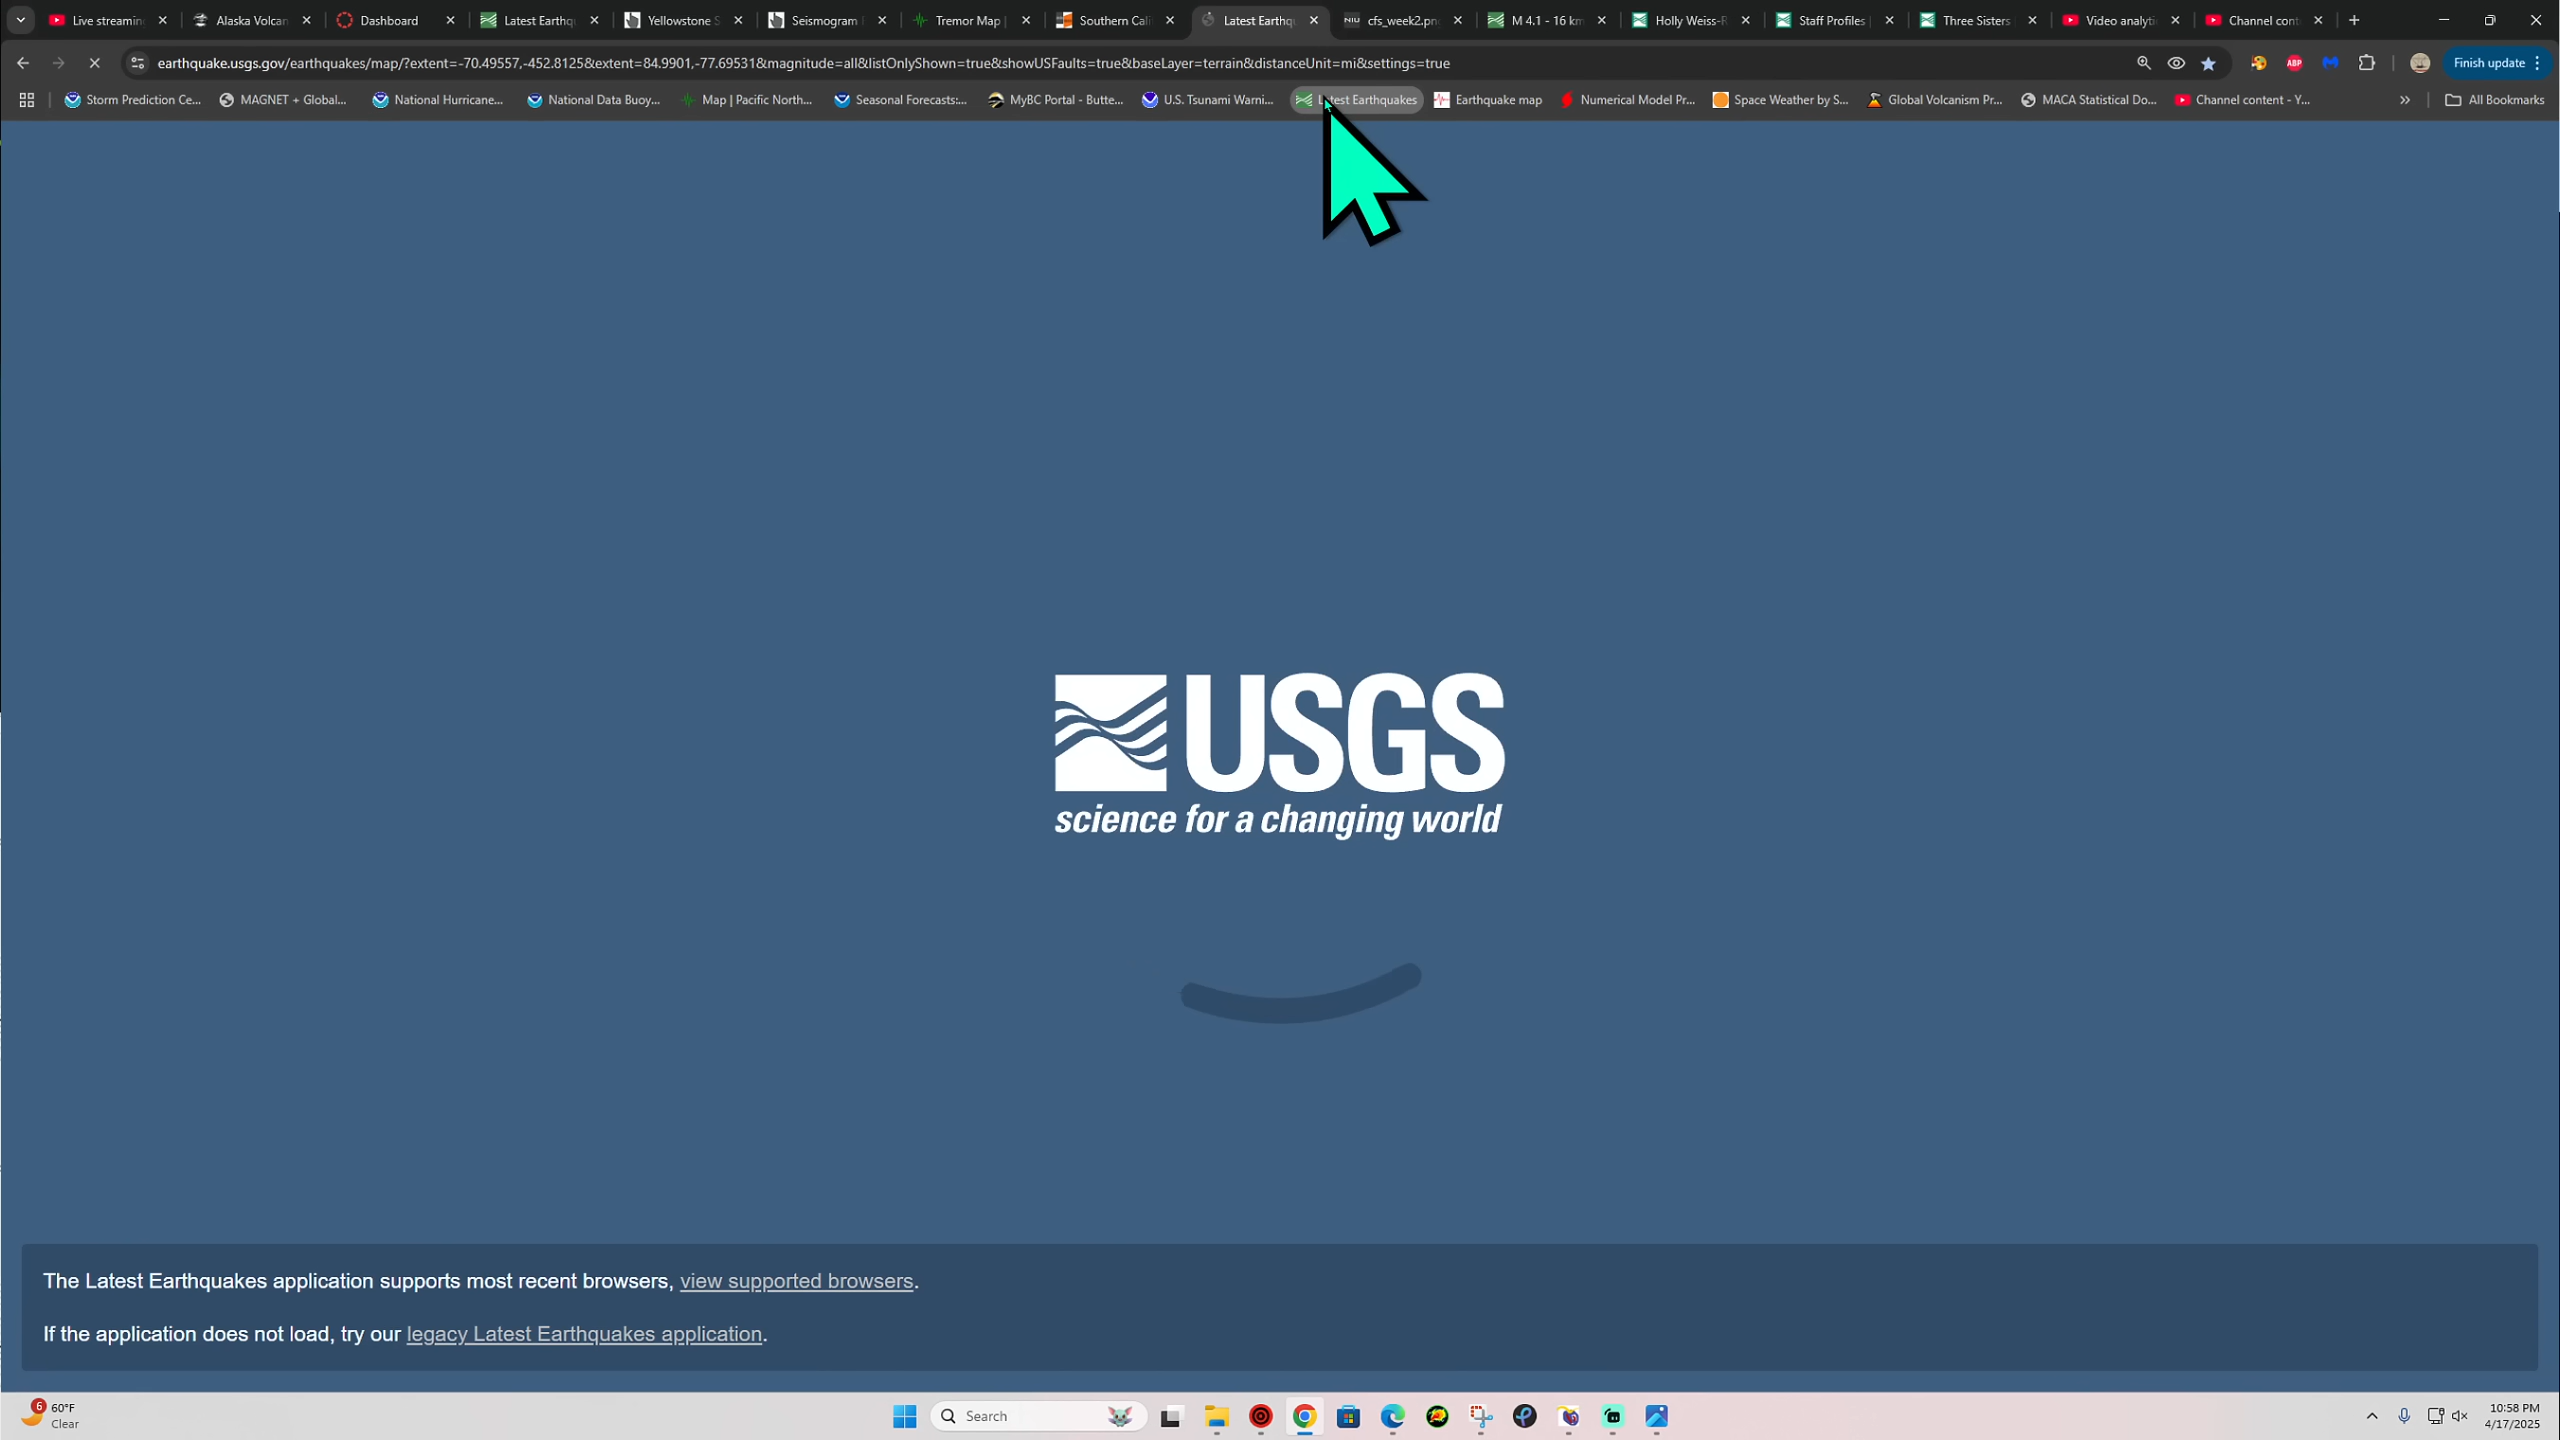 Live streaming
Alaska Volcan
Dashboard
Latest Earthqu
Yellowstone S
Seismogram
Tremor Map |
Southern Cali
Latest Earthqu
NIU cfs_week2.pn
M 4.1 - 16 km
Holly Weiss-R
Staff Profiles |
Three Sisters
Video analyti
Channel cont
earthquake.usgs.gov/earthquakes/map/?extent=-70.49557,-452.8125&extent=84.9901,-77.69531&magnitude=all&listOnlyShown=true&showUSFaults=true&baseLayer=terrain&distanceUnit=mi&settings=true
ABP
Finish update
Storm Prediction Ce...
MAGNET + Global...
National Hurricane...
National Data Buoy...
Map | Pacific North...
Seasonal Forecasts:...
MyBC Portal - Butte...
U.S. Tsunami Warni...
Latest Earthquakes
Earthquake map
Numerical Model Pr...
Space Weather by S...
Global Volcanism Pr...
MACA Statistical Do...
Channel content - Y...
All Bookmarks
USGS
science for a changing world
The Latest Earthquakes application supports most recent browsers, view supported browsers.
If the application does not load, try our legacy Latest Earthquakes application.
6
60°F
Clear
Search
10:58 PM
4/17/2025